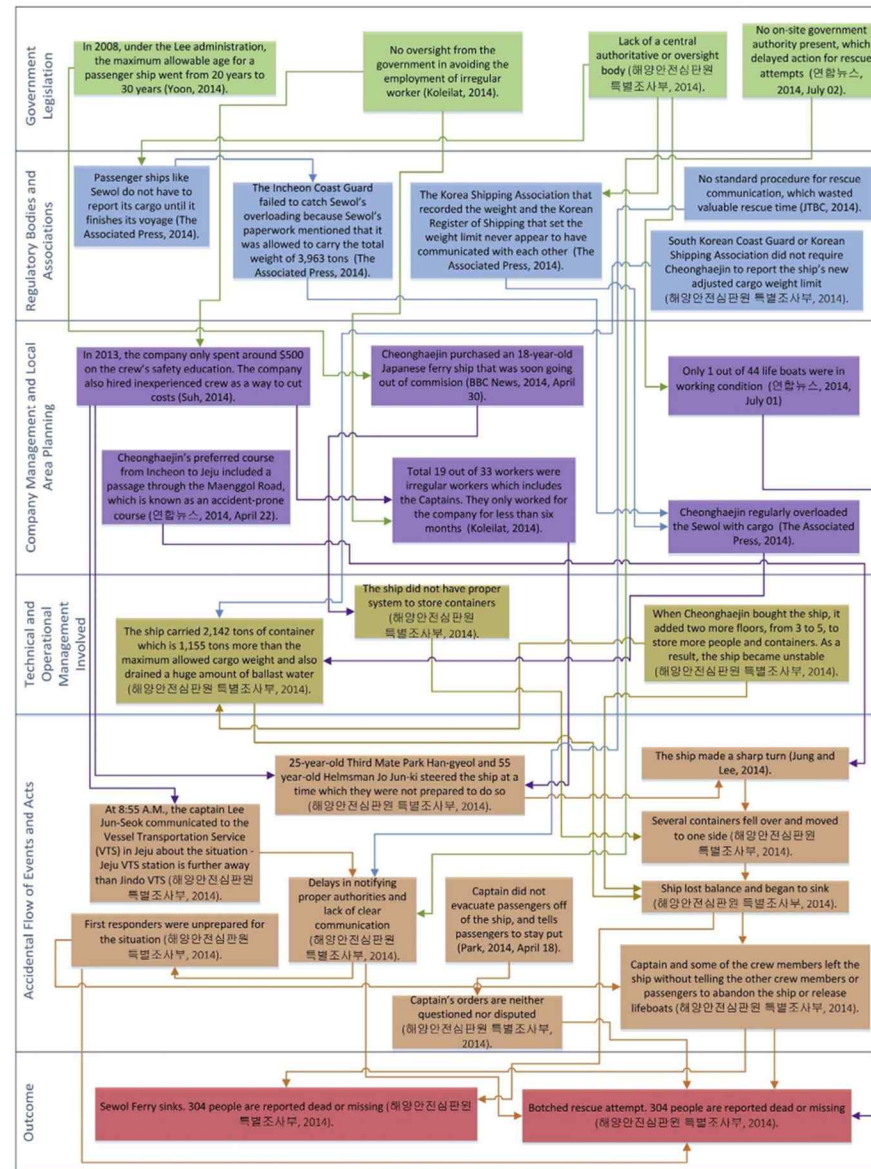 Government
Legislation
In 2008, under the Lee administration,
the maximum allowable age for a
passenger ship went from 20 years to
30 years (Yoon, 2014).
No oversight from the
government in avoiding the
employment of irregular
worker (Koleilat, 2014).
Lack of a central
authoritative or oversight
body (해양안전심판원
특별조사부, 2014).
No on-site government
authority present, which
delayed action for rescue
attempts (연합뉴스,
2014, July 02).
Regulatory Bodies and
Associations
Passenger ships like
Sewol do not have to
report its cargo until it
finishes its voyage (The
Associated Press, 2014).
The Incheon Coast Guard
failed to catch Sewol's
overloading because Sewol's
paperwork mentioned that it
was allowed to carry the total
weight of 3,963 tons (The
Associated Press, 2014).
The Korea Shipping Association that
recorded the weight and the Korean
Register of Shipping that set the
weight limit never appear to have
communicated with each other (The
Associated Press, 2014).
No standard procedure for rescue
communication, which wasted
valuable rescue time (JTBC, 2014).
South Korean Coast Guard or Korean
Shipping Association did not require
Cheonghaejin to report the ship's new
adjusted cargo weight limit
(해양안전심판원 특별조사부, 2014).
Company Management and Local
Area Planning
In 2013, the company only spent around $500
on the crew's safety education. The company
also hired inexperienced crew as a way to cut
costs (Suh, 2014).
Cheonghaejin purchased an 18-year-old
Japanese ferry ship that was soon going
out of commision (BBC News, 2014, April
30).
Only 1 out of 44 life boats were in
working condition (연합뉴스, 2014,
July 01)
Cheonghaejin's preferred course
from Incheon to Jeju included a
passage through the Maenggol Road,
which is known as an accident-prone
course (연합뉴스, 2014, April 22).
Total 19 out of 33 workers were
irregular workers which includes
the Captains. They only worked for
the company for less than six
months (Koleilat, 2014).
Cheonghaejin regularly overloaded
the Sewol with cargo (The Associated
Press, 2014).
Technical and
Operational
Management
Involved
The ship did not have proper
system to store containers
(해양안전심판원
특별조사부, 2014).
The ship carried 2,142 tons of container
which is 1,155 tons more than the
maximum allowed cargo weight and also
drained a huge amount of ballast water
(해양안전심판원 특별조사부, 2014).
When Cheonghaejin bought the ship, it
added two more floors, from 3 to 5, to
store more people and containers. As a
result, the ship became unstable
(해양안전심판원 특별조사부, 2014).
Accidental Flow of Events and Acts
25-year-old Third Mate Park Han-gyeol and 55
year-old Helmsman Jo Jun-ki steered the ship at
a time which they were not prepared to do so
(해양안전심판원 특별조사부, 2014).
The ship made a sharp turn (Jung and
Lee, 2014).
At 8:55 A.M., the captain Lee
Jun-Seok communicated to the
Vessel Transportation Service
(VTS) in Jeju about the situation -
Jeju VTS station is further away
than Jindo VTS (해양안전심판원
특별조사부, 2014).
Several containers fell over and moved
to one side (해양안전심판원
특별조사부, 2014).
Delays in notifying
proper authorities and
lack of clear
communication
(해양안전심판원
특별조사부, 2014).
Captain did not
evacuate passengers off
of the ship, and tells
passengers to stay put
(Park, 2014, April 18).
Ship lost balance and began to sink
(해양안전심판원 특별조사부, 2014).
First responders were unprepared for
the situation (해양안전심판원
특별조사부, 2014).
Captain and some of the crew members left the
ship without telling the other crew members or
passengers to abandon the ship or release
lifeboats (해양안전심판원 특별조사부, 2014).
Captain's orders are neither
questioned nor disputed
(해양안전심판원 특별조사부,
2014).
Outcome
Sewol Ferry sinks. 304 people are reported dead or missing (해양안전심판원
특별조사부, 2014).
Botched rescue attempt. 304 people are reported dead or missing
(해양안전심판원 특별조사부, 2014).